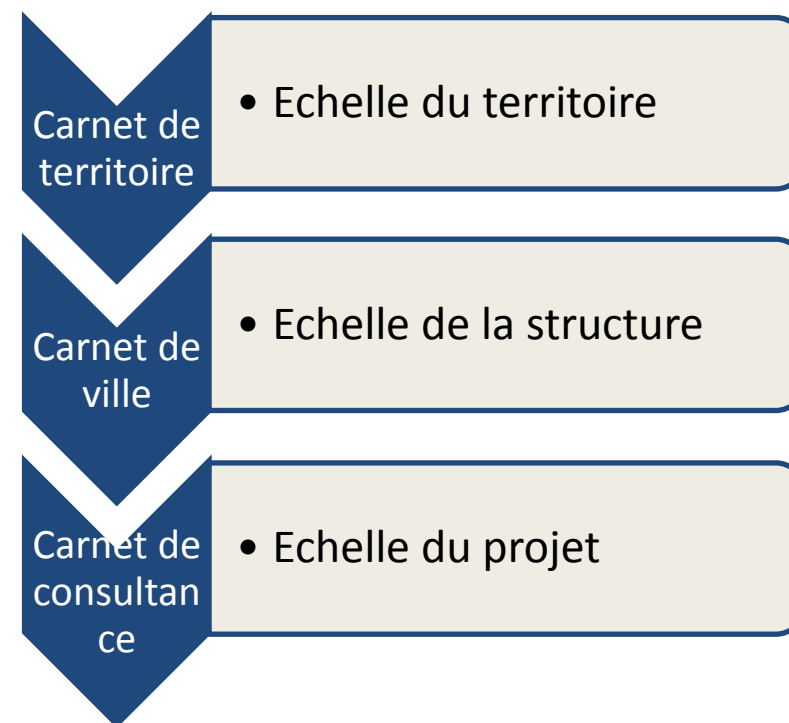 Carnet de
territoire
• Echelle du territoire
Carnet de
ville
• Echelle de la structure
Carnet de
consultan
ce
• Echelle du projet